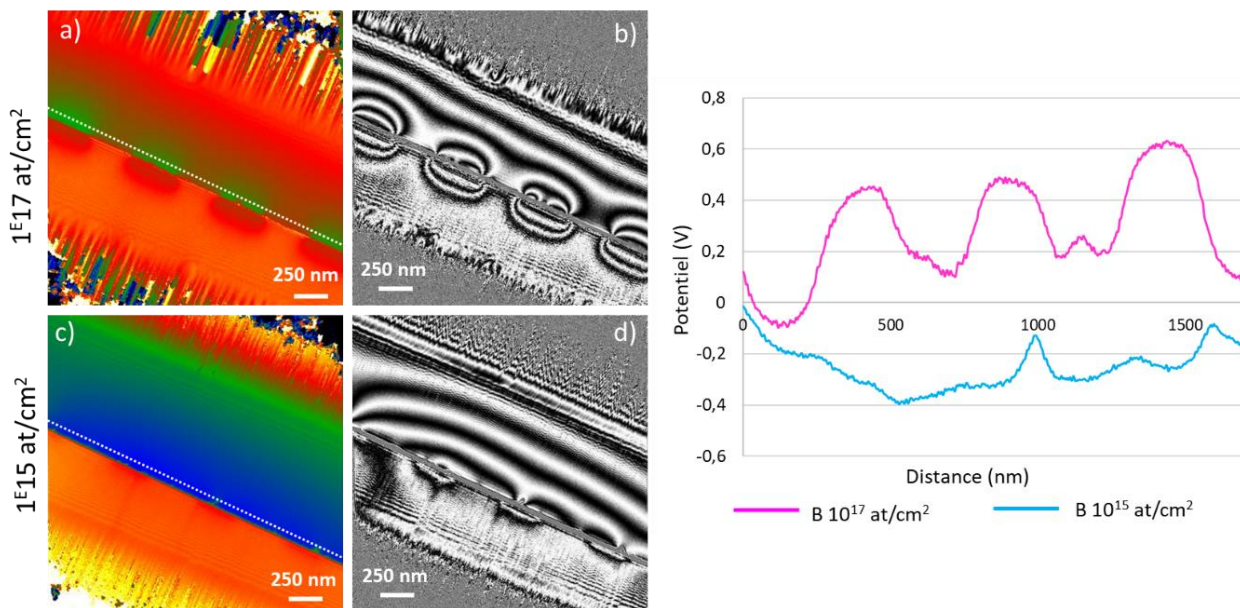 a)
b)
1ᴱ17 at/cm²
250 nm
250 nm
c)
d)
1ᴱ15 at/cm²
250 nm
250 nm
0,8
0,6
0,4
0,2
0
-0,2
-0,4
-0,6
Potentiel (V)
0
500
1000
1500
Distance (nm)
B 10¹⁷ at/cm²
B 10¹⁵ at/cm²